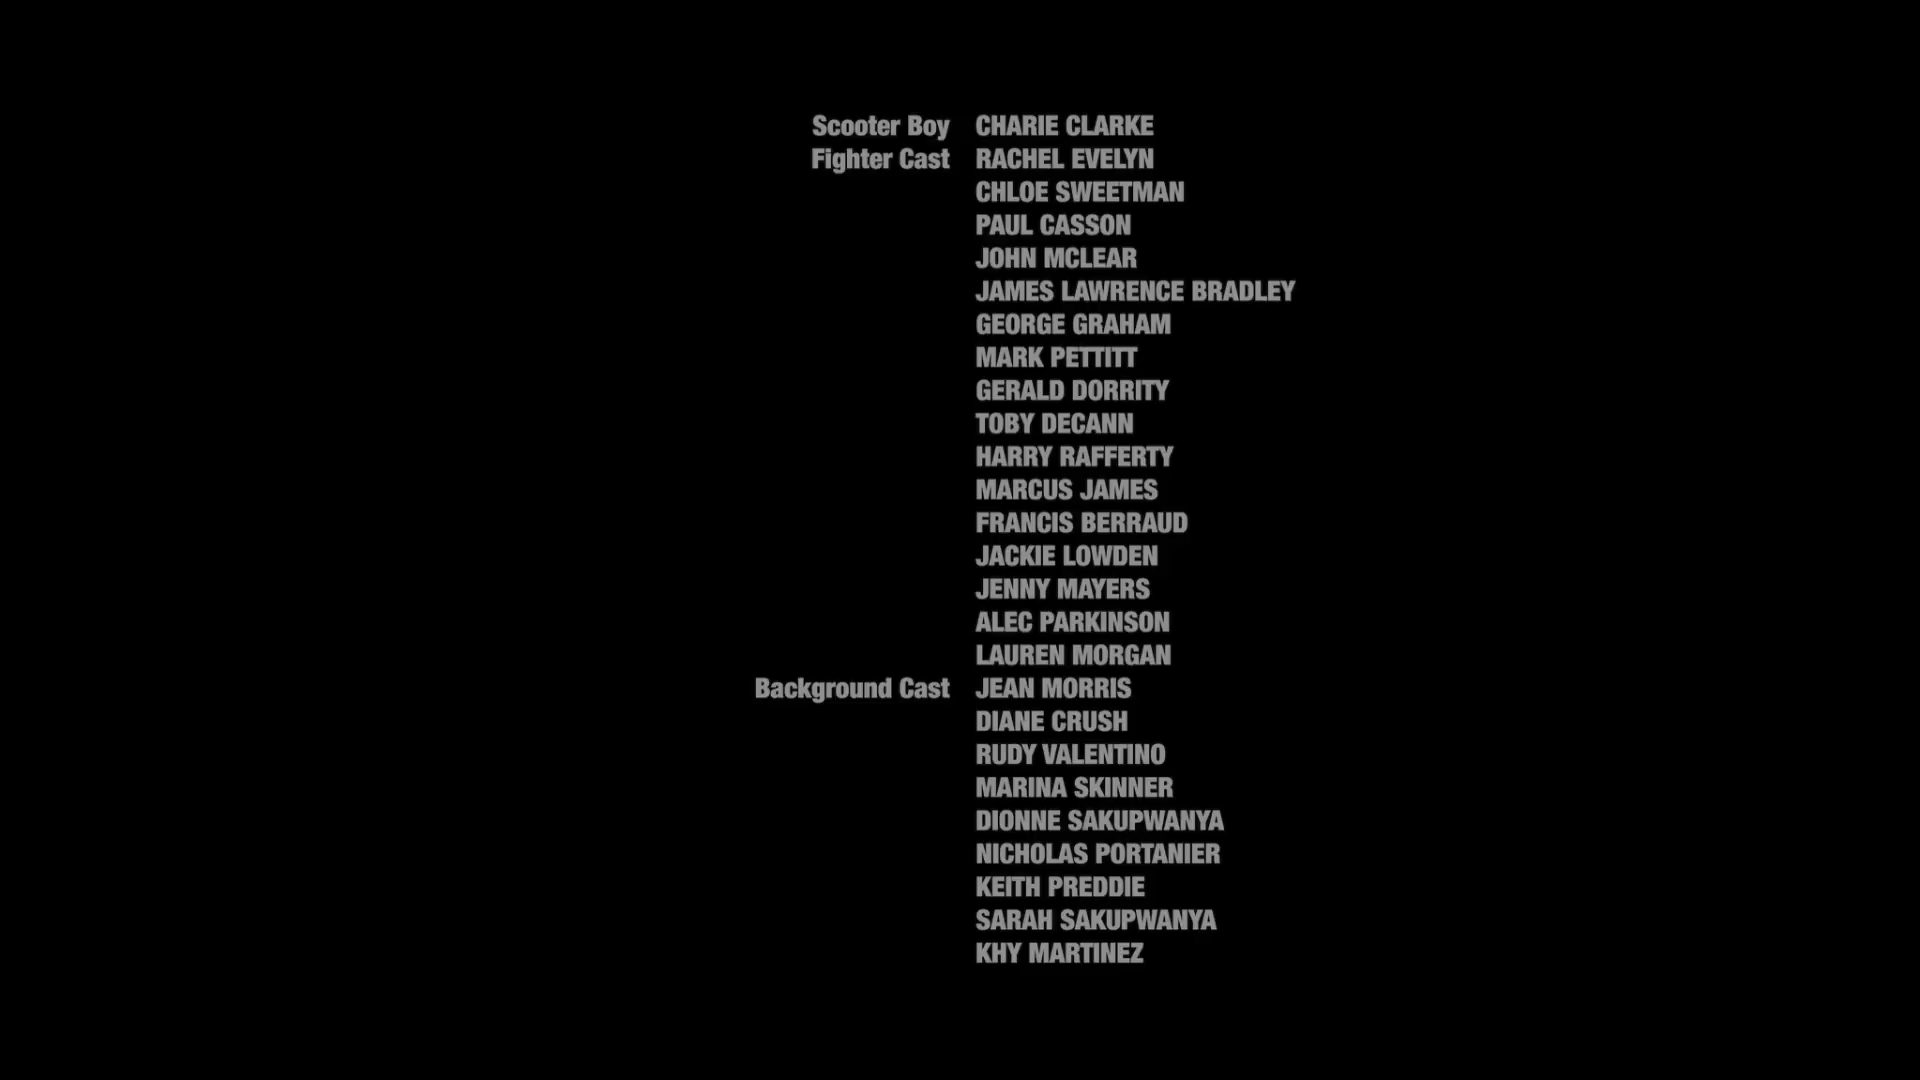 Scooter Boy CHARIE CLARKE
Fighter Cast RACHEL EVELYN
CHLOE SWEETMAN
PAUL CASSON
JOHN MCLEAR
JAMES LAWRENCE BRADLEY
GEORGE GRAHAM
MARK PETTITT
GERALD DORRITY
TOBY DECANN
HARRY RAFFERTY
MARCUS JAMES
FRANCIS BERRAUD
JACKIE LOWDEN
JENNY MAYERS
ALEC PARKINSON
LAUREN MORGAN
Background Cast JEAN MORRIS
DIANE CRUSH
RUDY VALENTINO
MARINA SKINNER
DIONNE SAKUPWANYA
NICHOLAS PORTANIER
KEITH PREDDIE
SARAH SAKUPWANYA
KHY MARTINEZ